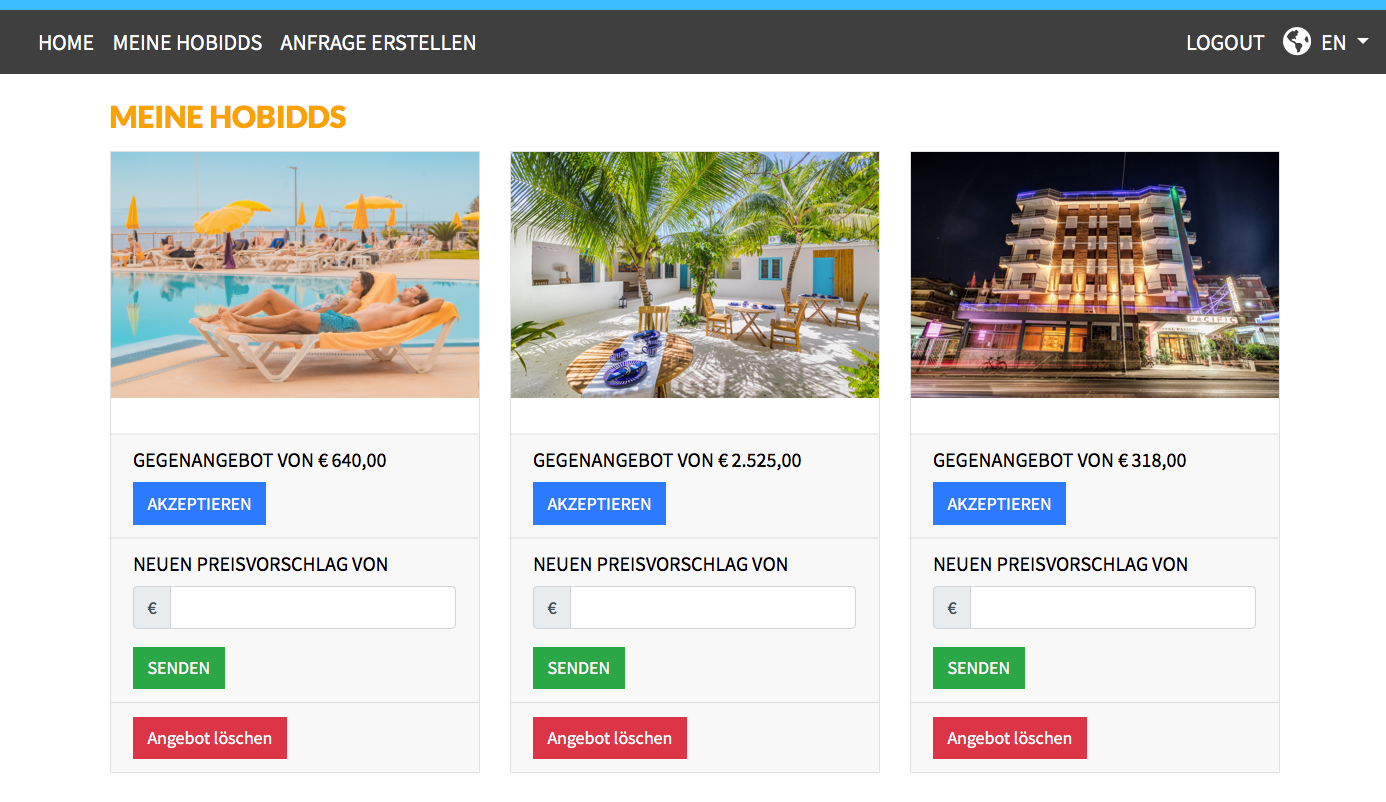 HOME MEINE HOBIDDS ANFRAGE ERSTELLEN LOGOUT EN
MEINE HOBIDDS
PACIFIC
GEGENANGEBOT VON € 640,00
AKZEPTIEREN
NEUEN PREISVORSCHLAG VON
€
SENDEN
Angebot löschen
GEGENANGEBOT VON € 2.525,00
AKZEPTIEREN
NEUEN PREISVORSCHLAG VON
€
SENDEN
Angebot löschen
GEGENANGEBOT VON € 318,00
AKZEPTIEREN
NEUEN PREISVORSCHLAG VON
€
SENDEN
Angebot löschen